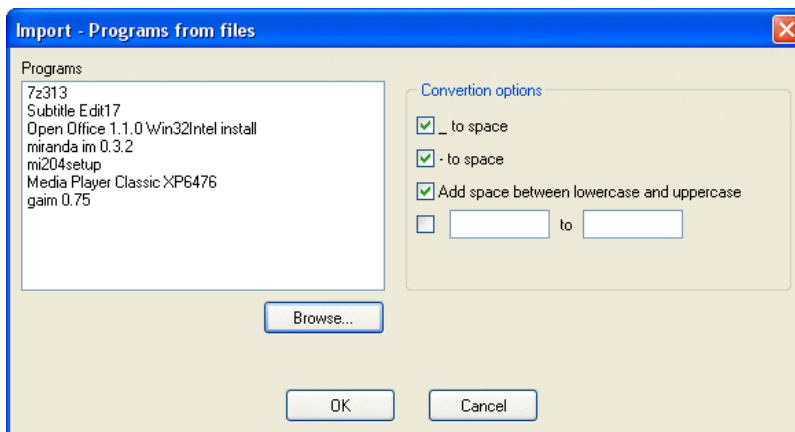 Import - Programs from files
Programs
7z313
Subtitle Edit17
Open Office 1.1.0 Win32Intel install
miranda im 0.3.2
mi204setup
Media Player Classic XP6476
gaim 0.75
Convertion options
_ to space
- to space
Add space between lowercase and uppercase
to
Browse...
OK
Cancel